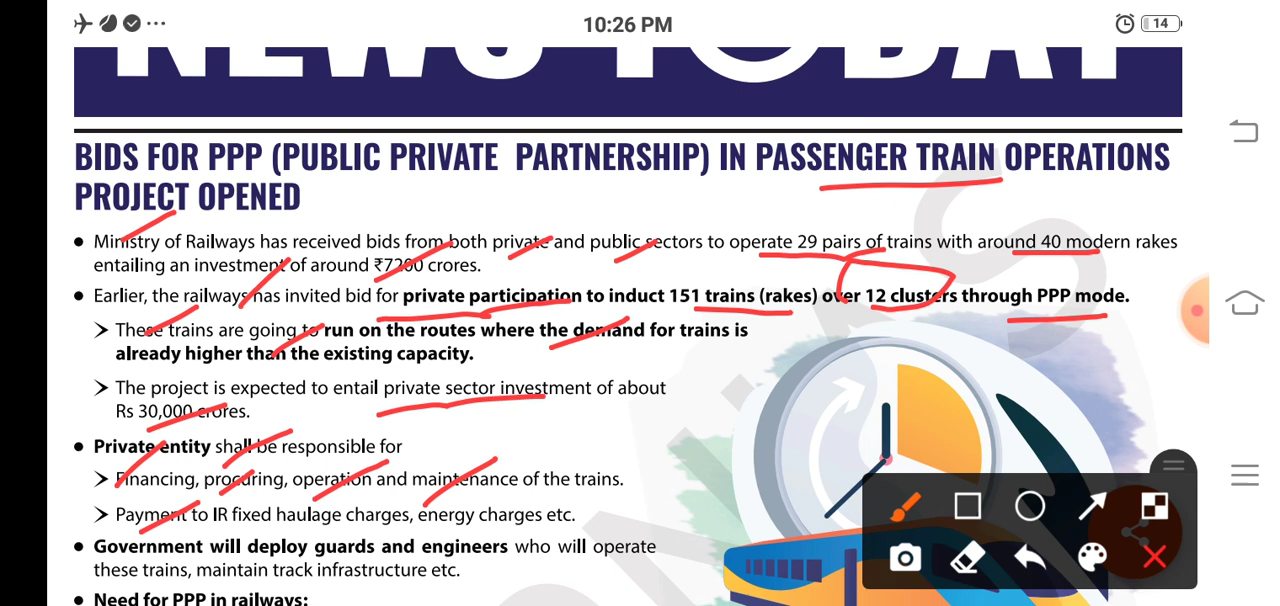 10:26 PM
14
NEWS TODAY
BIDS FOR PPP (PUBLIC PRIVATE PARTNERSHIP) IN PASSENGER TRAIN OPERATIONS
PROJECT OPENED
• Ministry of Railways has received bids from both private and public sectors to operate 29 pairs of trains with around 40 modern rakes
entailing an investment of around ₹7200 crores.
• Earlier, the railways has invited bid for private participation to induct 151 trains (rakes) over 12 clusters through PPP mode.
➤ These trains are going to run on the routes where the demand for trains is
already higher than the existing capacity.
➤ The project is expected to entail private sector investment of about
Rs 30,000 crores.
• Private entity shall be responsible for
➤ Financing, procuring, operation and maintenance of the trains.
➤ Payment to IR fixed haulage charges, energy charges etc.
• Government will deploy guards and engineers who will operate
these trains, maintain track infrastructure etc.
• Need for PPP in railways: